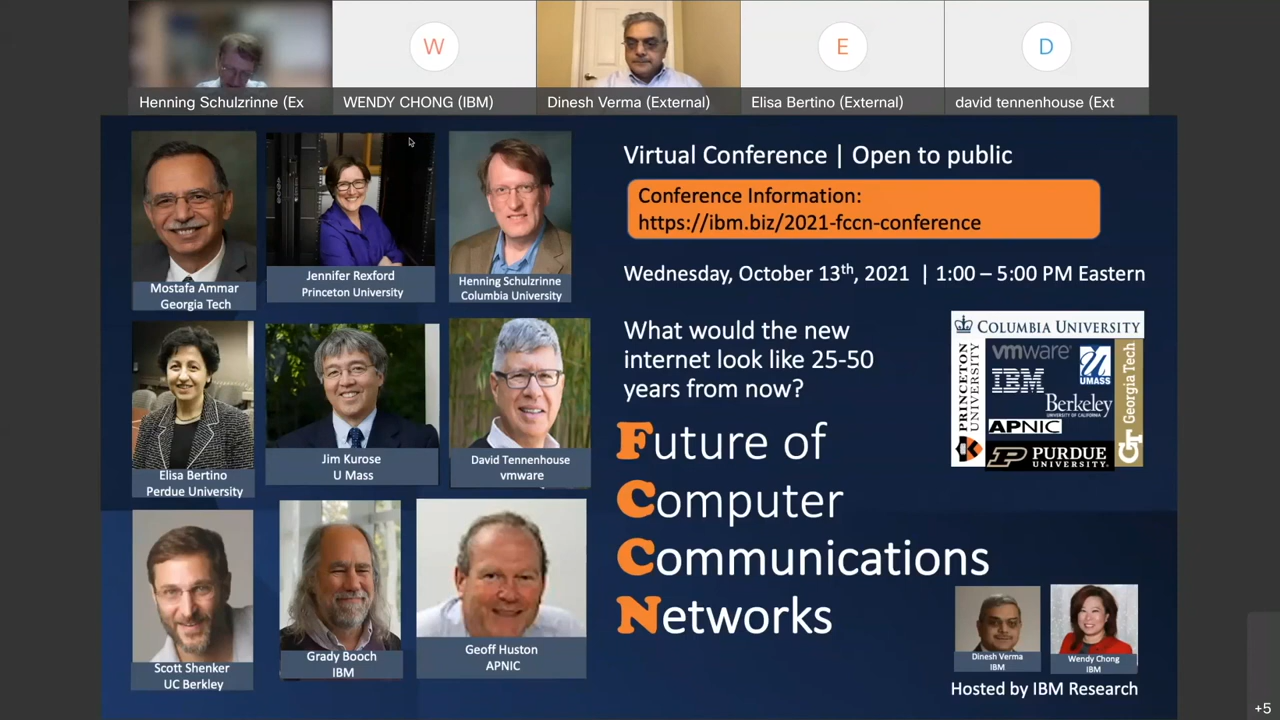 W
E
D
Henning Schulzrinne (Ex
WENDY CHONG (IBM)
Dinesh Verma (External)
Elisa Bertino (External)
david tennenhouse (Ext
Mostafa Ammar
Georgia Tech
Jennifer Rexford
Princeton University
Henning Schulzrinne
Columbia University
Elisa Bertino
Perdue University
Jim Kurose
U Mass
David Tennenhouse
vmware
Scott Shenker
UC Berkley
Grady Booch
IBM
Geoff Huston
APNIC
Virtual Conference | Open to public
Conference Information:
https://ibm.biz/2021-fccn-conference
Wednesday, October 13th, 2021 | 1:00 – 5:00 PM Eastern
What would the new
internet look like 25-50
years from now?
COLUMBIA UNIVERSITY
PRINCETON
UNIVERSITY
vmware
IBM
UMASS
Berkeley
UNIVERSITY OF CALIFORNIA
APNIC
PURDUE
UNIVERSITY.
GT Georgia Tech
Future of
Computer
Communications
Networks
Dinesh Verma
IBM
Wendy Chong
IBM
Hosted by IBM Research
+5